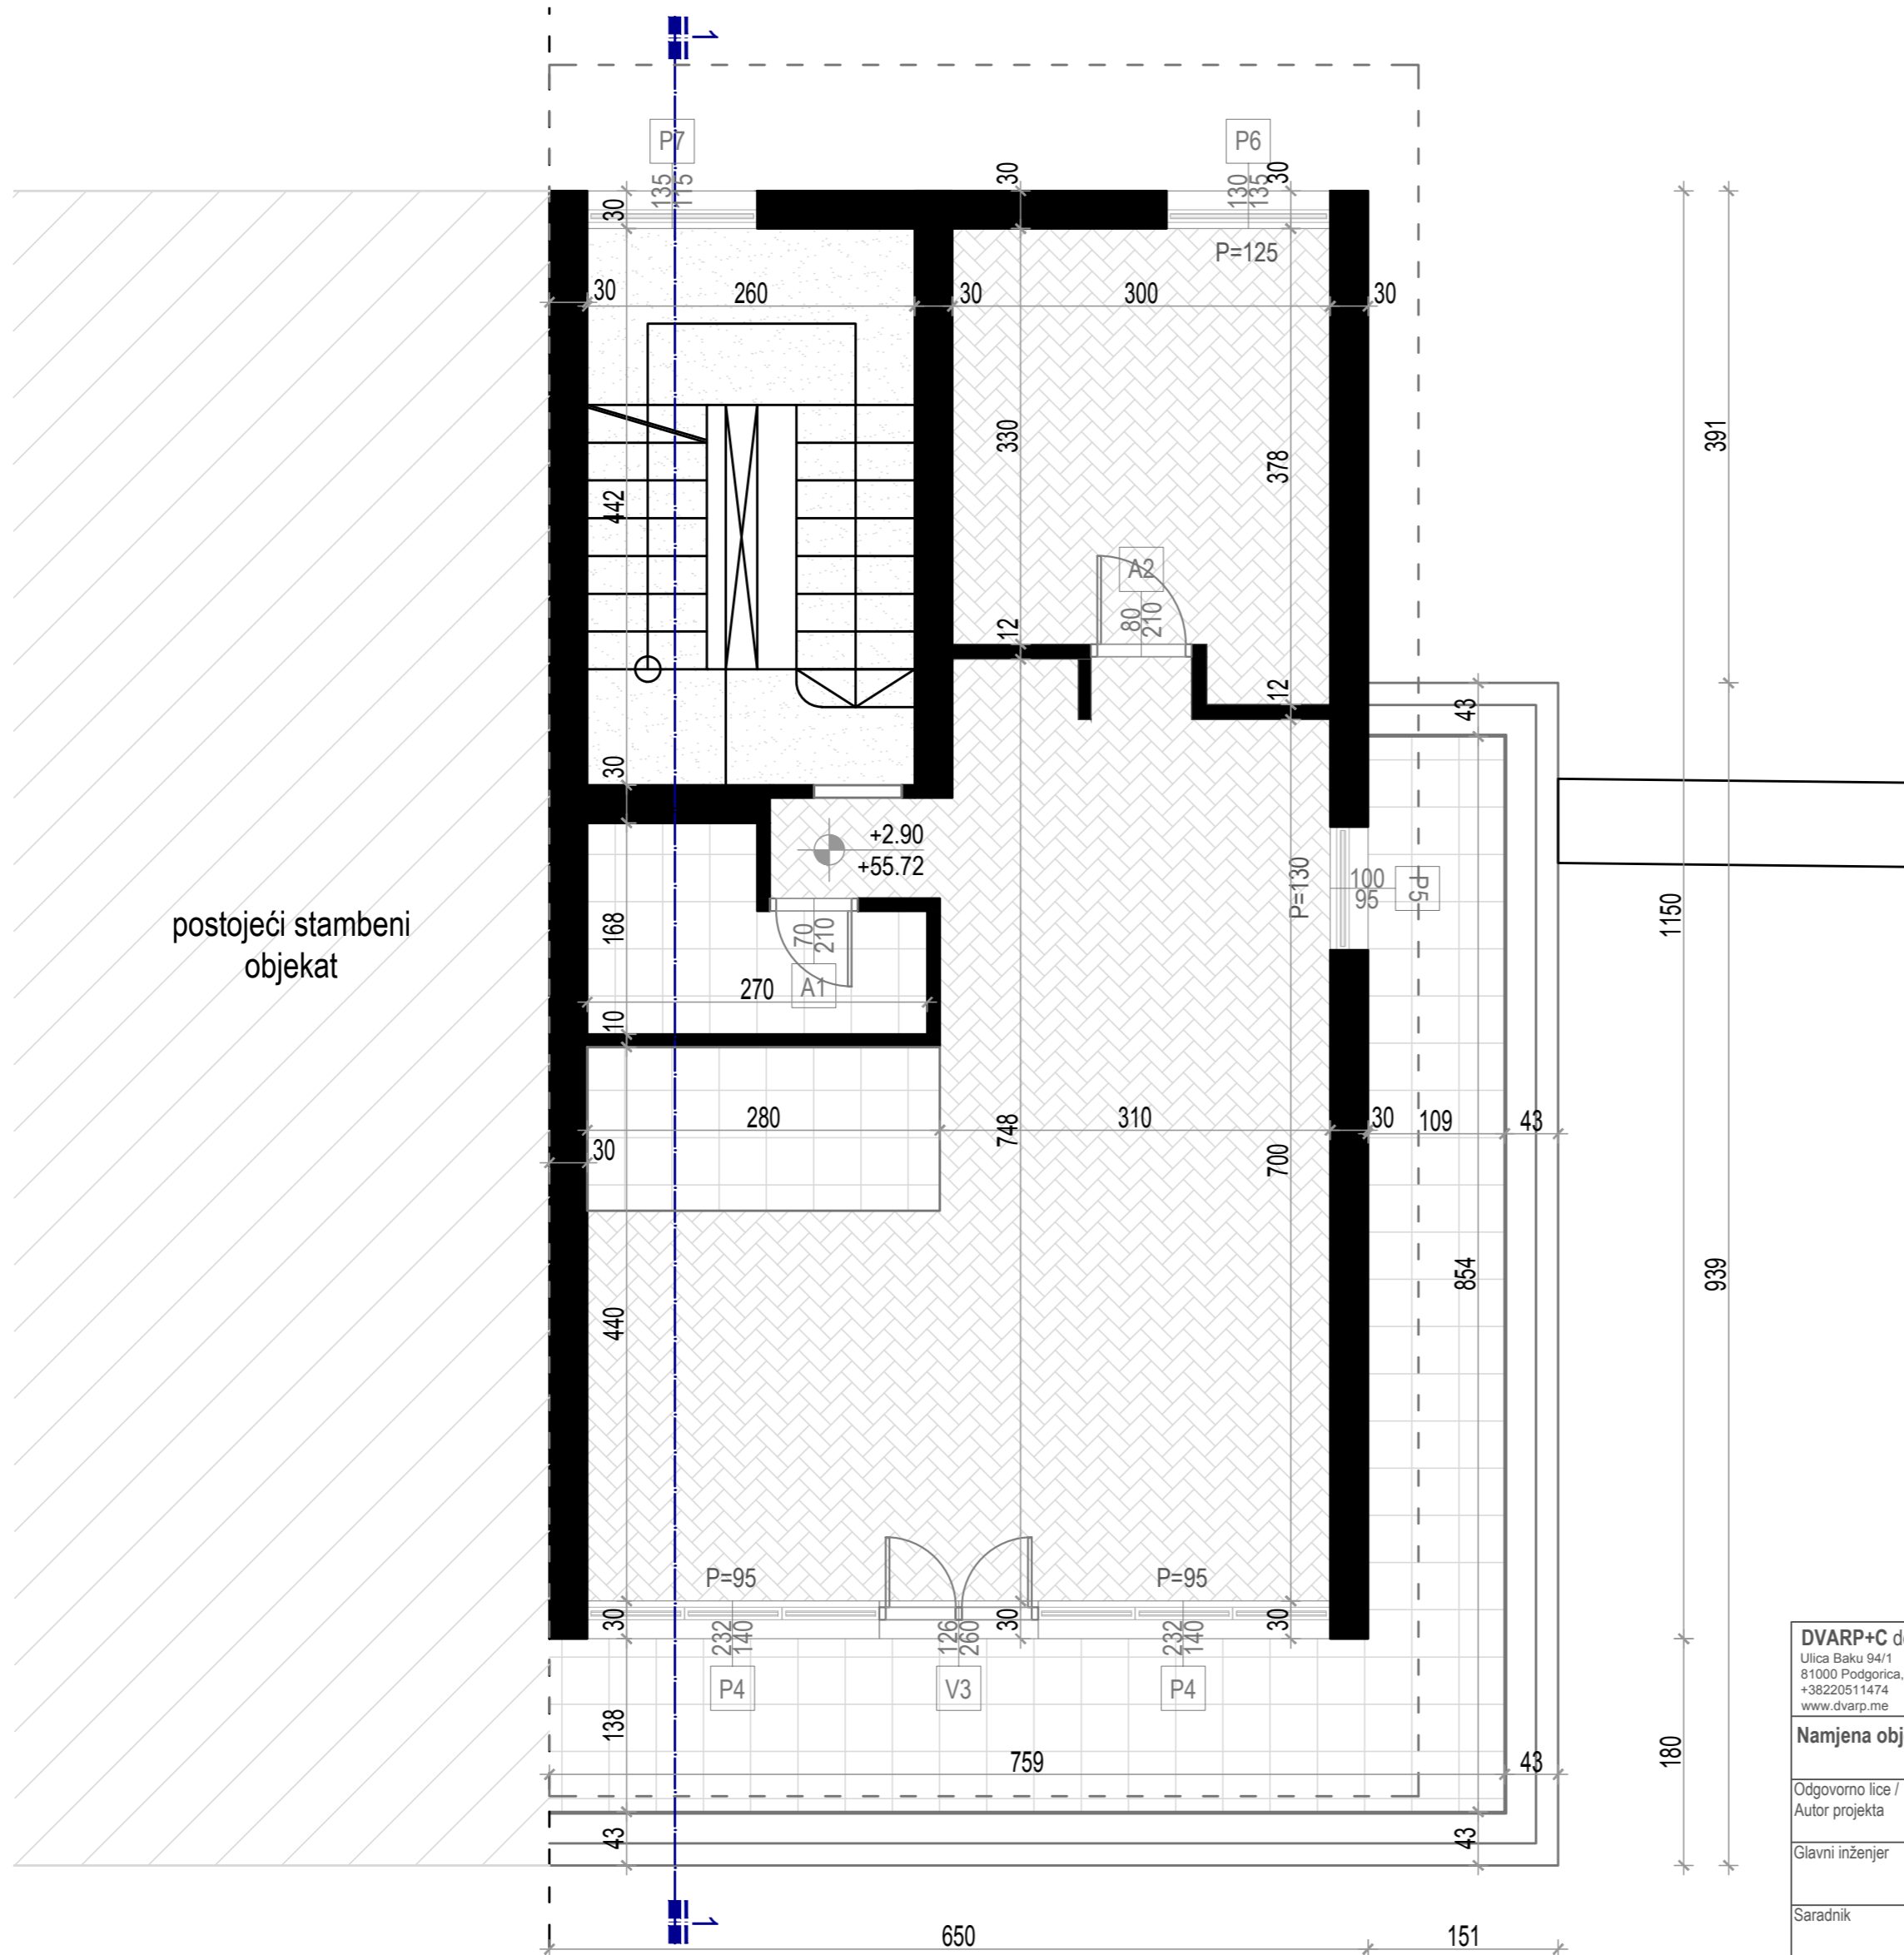 1
P7
P6
135
115
130
135
30
30
30
P=125
30
260
30
300
30
330
378
391
442
A2
80
210
12
12
43
30
+2.90
+55.72
P=130
100
95
P5
postojeći stambeni
objekat
168
70
210
A1
270
1150
10
280
748
310
30
109
43
30
700
854
939
440
P=95
P=95
30
232
140
126
260
30
232
140
30
P4
V3
P4
138
759
43
180
43
43
1
650
151
DVARP+C d
Ulica Baku 94/1
81000 Podgorica,
+38220511474
www.dvarp.me
Namjena obj
Odgovorno lice /
Autor projekta
Glavni inženjer
Saradnik